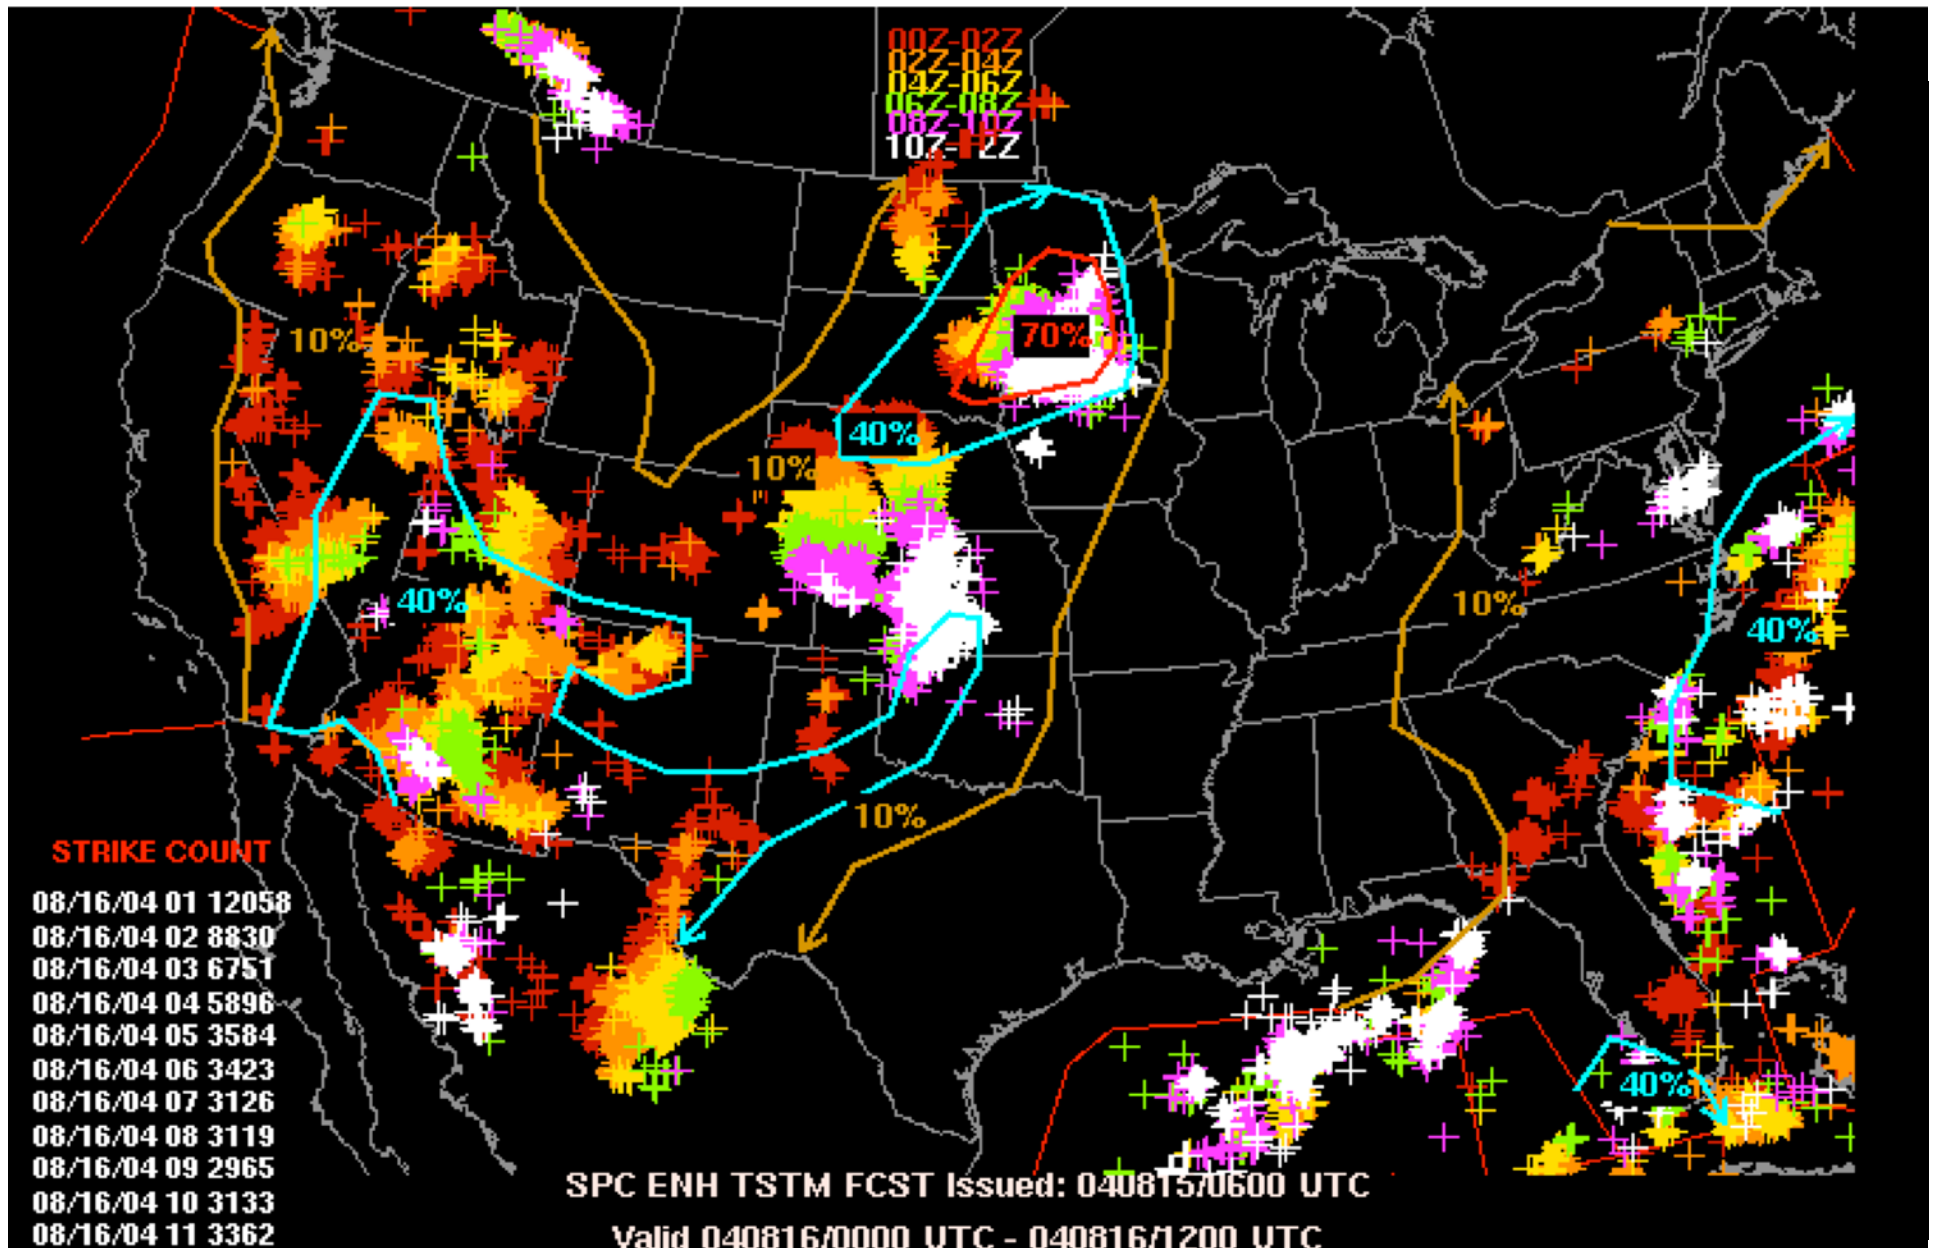 00Z-02Z
02Z-04Z
04Z-06Z
06Z-08Z
08Z-10Z
10Z-12Z
10%
70%
40%
10%
40%
10%
40%
10%
STRIKE COUNT
08/16/04 01 12058
08/16/04 02 8830
08/16/04 03 6751
08/16/04 04 5896
08/16/04 05 3584
08/16/04 06 3423
08/16/04 07 3126
08/16/04 08 3119
08/16/04 09 2965
08/16/04 10 3133
08/16/04 11 3362
40%
SPC ENH TSTM FCST Issued: 040815/0600 UTC
Valid 040816/0000 UTC - 040816/1200 UTC